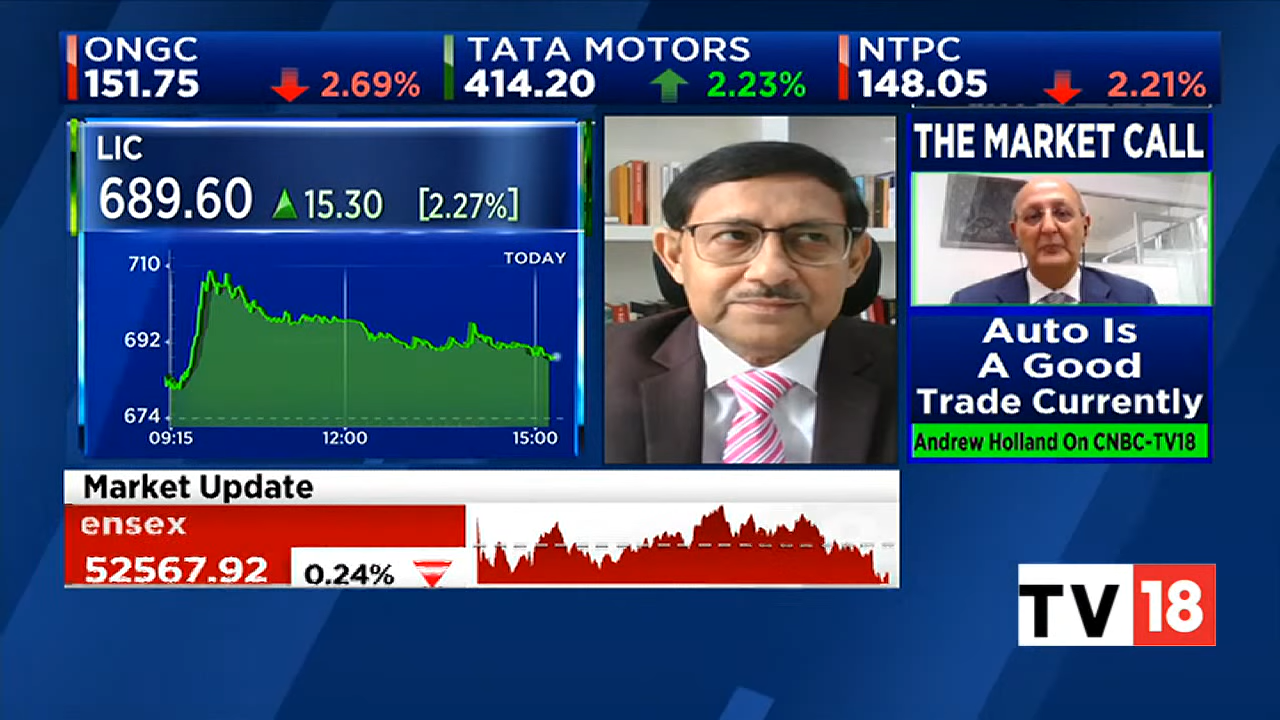 ONGC
151.75 2.69%
TATA MOTORS
414.20 2.23%
NTPC
148.05 2.21%
LIC
689.60 15.30 [2.27%]
TODAY
710
692
674
09:15 12:00 15:00
THE MARKET CALL
Auto Is
A Good
Trade Currently
Andrew Holland On CNBC-TV18
Market Update
ensex
52567.92 0.24%
TV 18